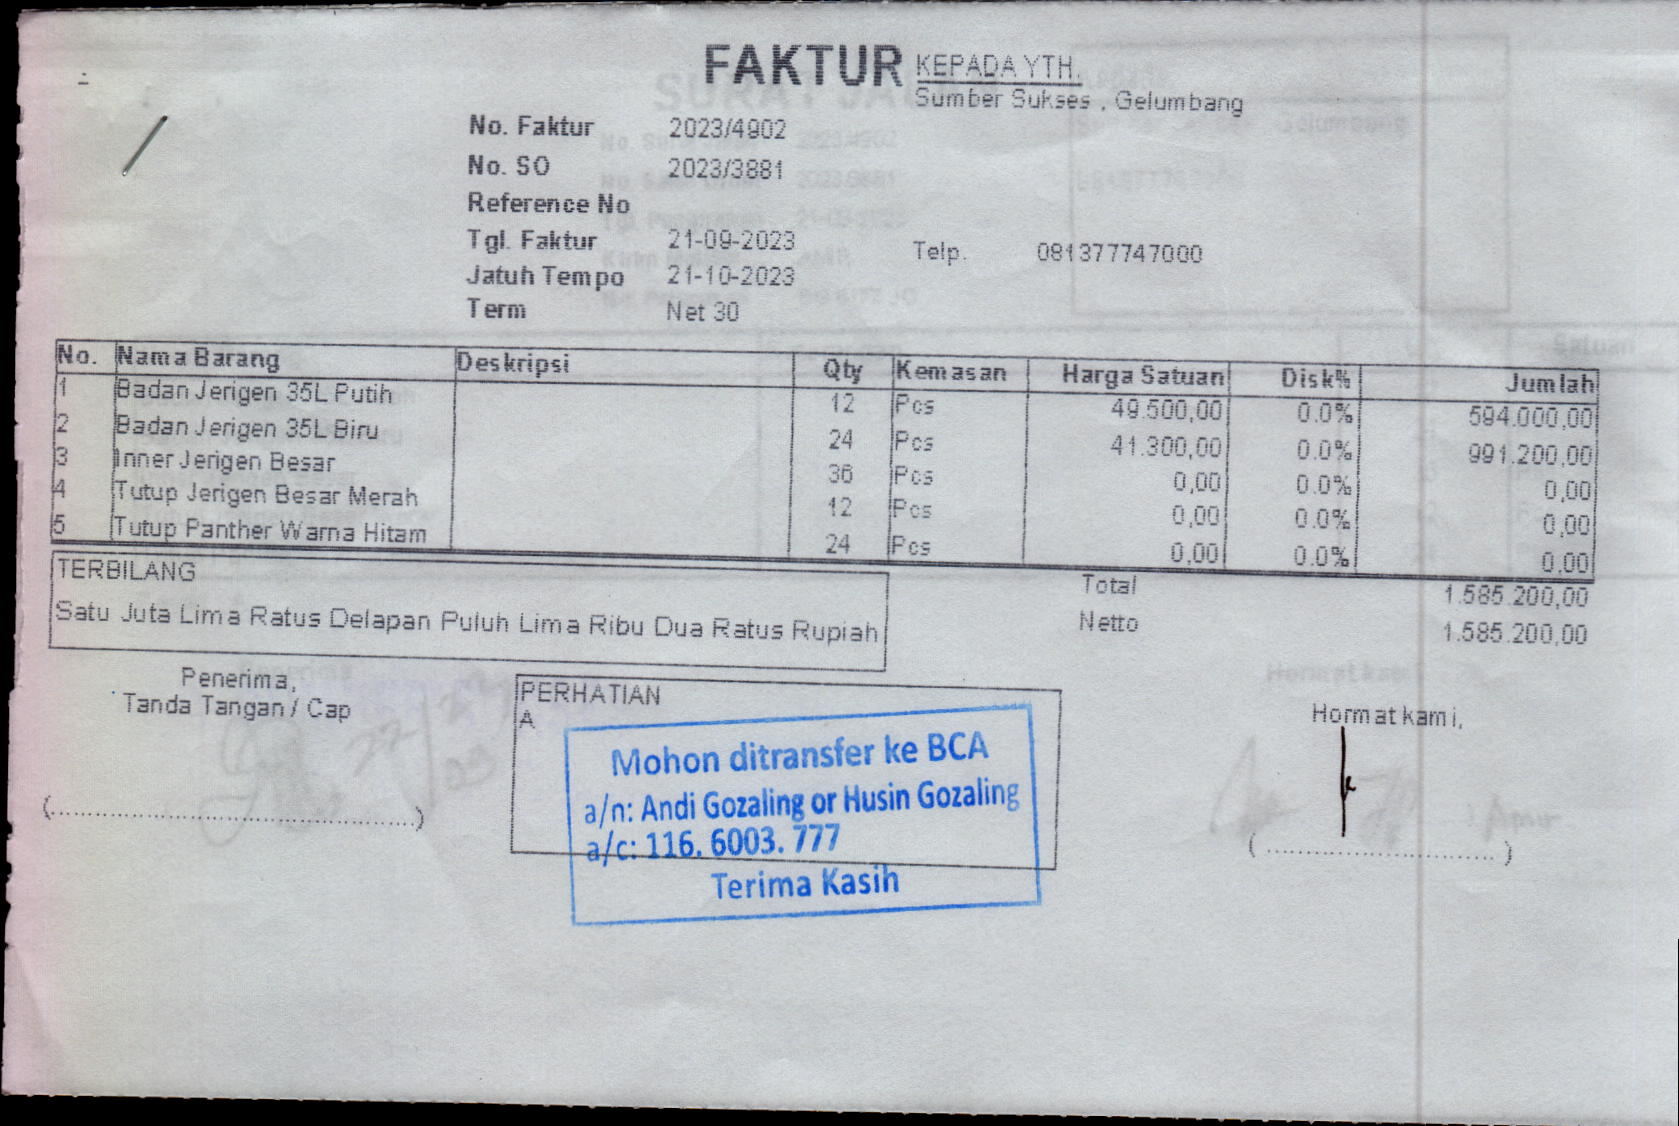 FAKTUR
KEPADA YTH,
Sumber Sukses , Gelumbang
No. Faktur 2023/4902
No. SO 2023/3881
Reference No
Tgl. Faktur 21-09-2023
Telp. 081377747000
Jatuh Tempo 21-10-2023
Term Net 30
No. Nama Barang Deskripsi Qty Kemasan Harga Satuan Disk% Jumlah
1 Badan Jerigen 35L Putih 12 Pcs 49.500,00 0.0% 594.000,00
2 Badan Jerigen 35L Biru 24 Pcs 41.300,00 0.0% 991.200,00
3 Inner Jerigen Besar 36 Pcs 0,00 0.0% 0,00
4 Tutup Jerigen Besar Merah 12 Pcs 0,00 0.0% 0,00
5 Tutup Panther Warna Hitam 24 Pcs 0,00 0.0% 0,00
TERBILANG
Satu Juta Lima Ratus Delapan Puluh Lima Ribu Dua Ratus Rupiah
Total 1.585.200,00
Netto 1.585.200,00
Penerima,
Tanda Tangan / Cap
PERHATIAN
A
Mohon ditransfer ke BCA
a/n: Andi Gozaling or Husin Gozaling
a/c: 116. 6003. 777
Terima Kasih
Hormat kami,